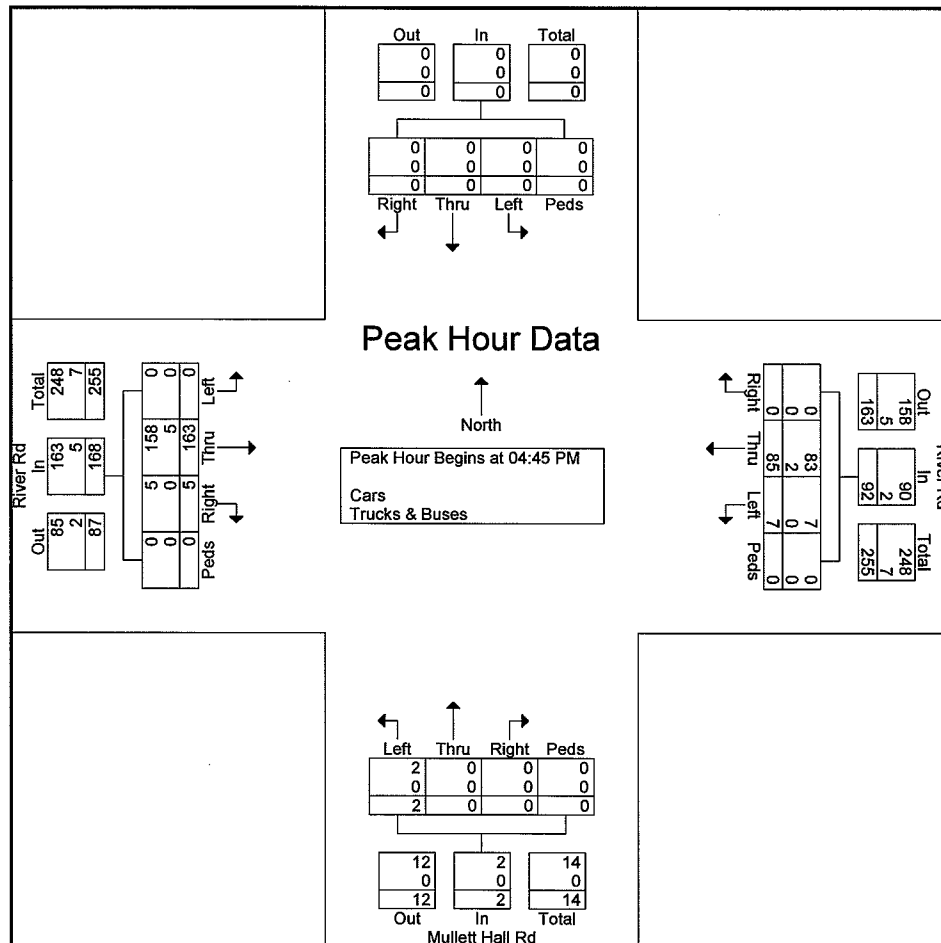 Out In Total
0 0 0
0 0 0
0 0 0
0 0 0 0
0 0 0 0
0 0 0 0
Right Thru Left Peds
Peak Hour Data
North
Peak Hour Begins at 04:45 PM
Cars
Trucks & Buses
River Rd
Out In Total
85 163 248
2 5 7
87 168 255
Peds Right Thru Left
0 5 158 0
0 0 5 0
0 5 163 0
Right Thru Left Peds
0 83 7 0
0 2 0 0
0 85 7 0
Out In Total
158 90 248
5 2 7
163 92 255
River Rd
Left Thru Right Peds
2 0 0 0
0 0 0 0
2 0 0 0
12 2 14
0 0 0
12 2 14
Out In Total
Mullett Hall Rd